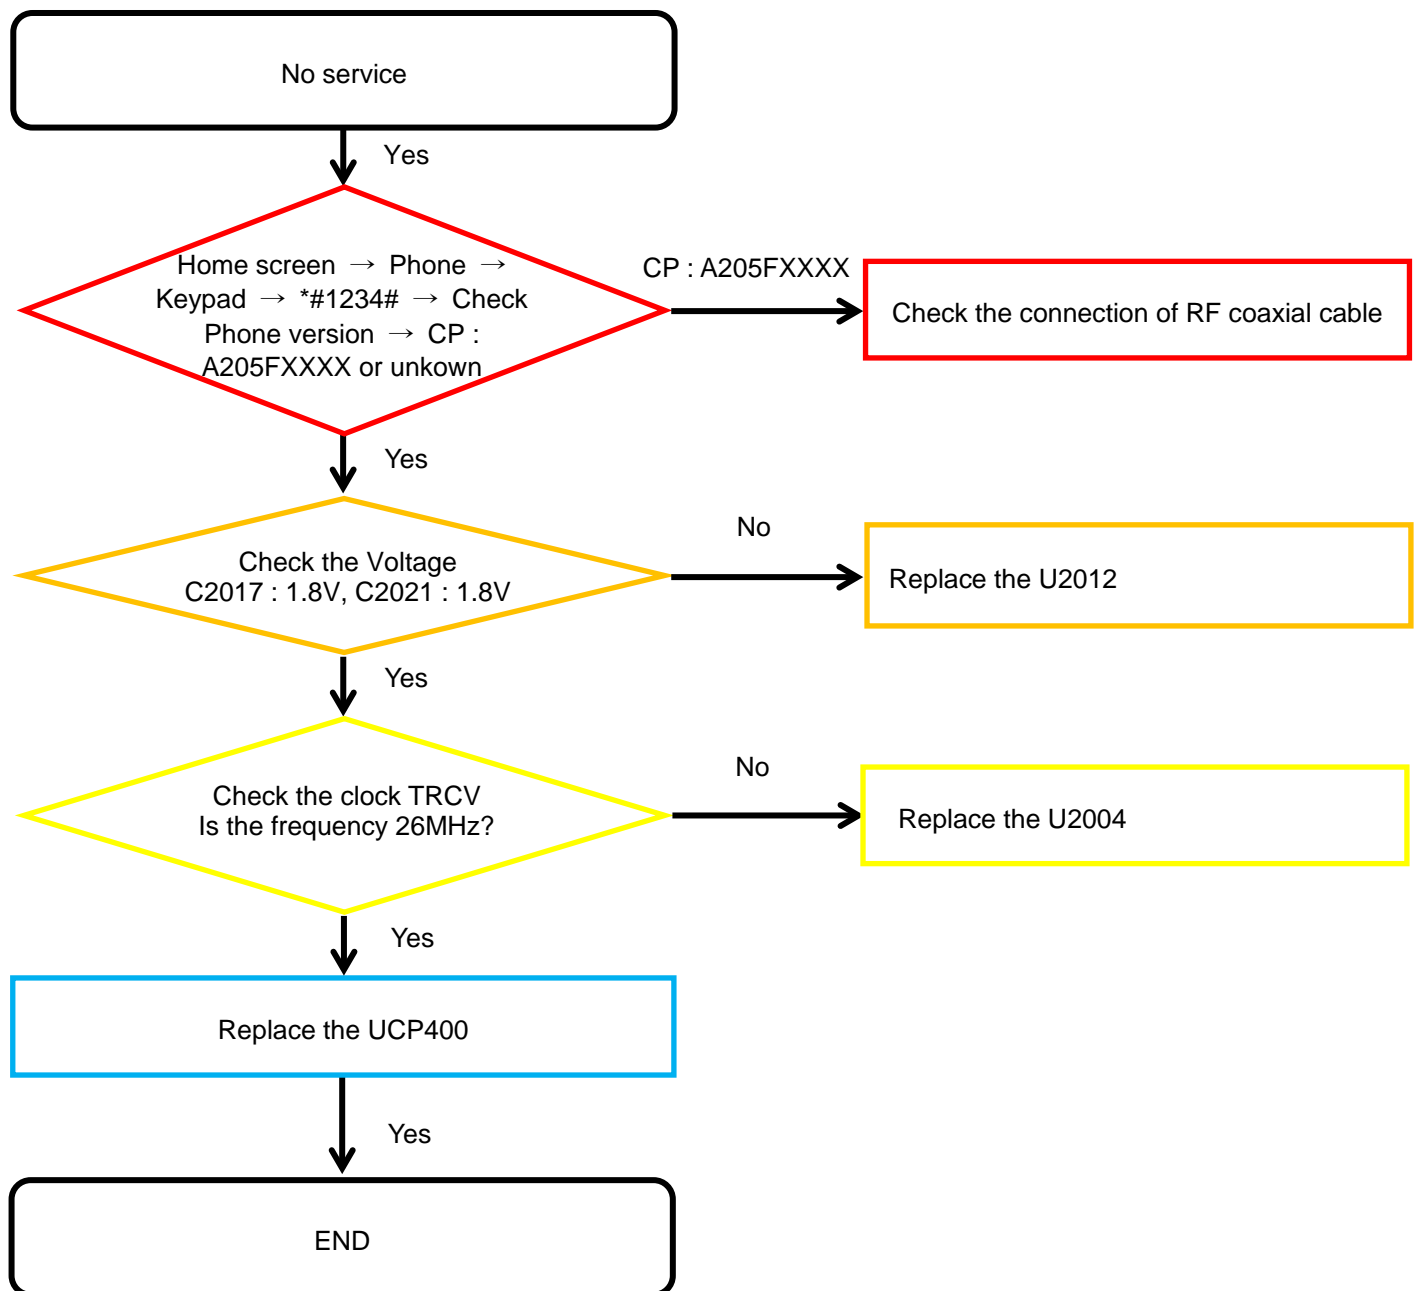 No service
Yes
Home screen → Phone →
Keypad → *#1234# → Check
Phone version → CP :
A205FXXXX or unkown
CP : A205FXXXX
Check the connection of RF coaxial cable
Yes
Check the Voltage
C2017 : 1.8V, C2021 : 1.8V
No
Replace the U2012
Yes
Check the clock TRCV
Is the frequency 26MHz?
No
Replace the U2004
Yes
Replace the UCP400
Yes
END